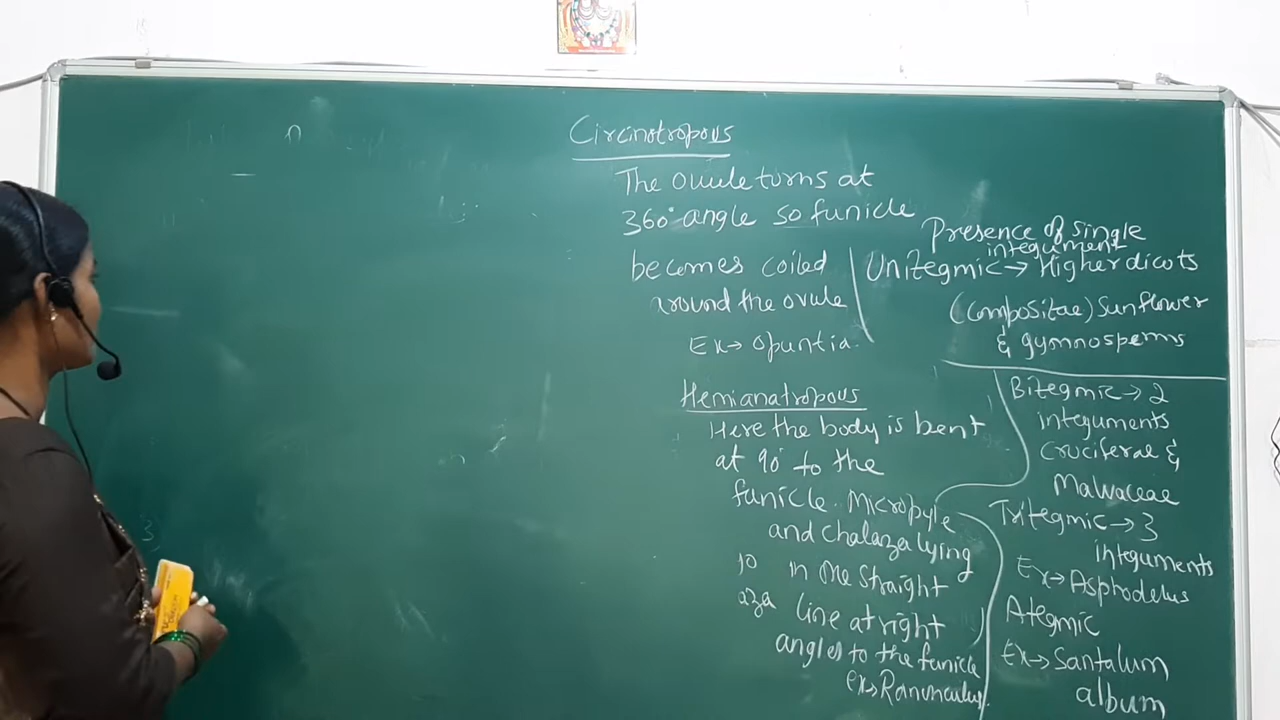 Circinotropous
The ovule turns at
360° angle so funicle
becomes coiled
around the ovule
Ex→ Opuntia.
Hemianatropous
Here the body is bent
at 90° to the
funicle. Micropyle
and chalaza lying
in one straight
line at right
angles to the funicle
ex→ Ranunculus.
Presence of single
integument
Unitegmic → Higher dicots
(Compositae) Sunflower
& gymnosperms
Bitegmic → 2
integuments
Cruciferae &
Malvaceae
Tritegmic → 3
integuments
Ex→ Asphodelus
Ategmic
Ex→ Santalum
album